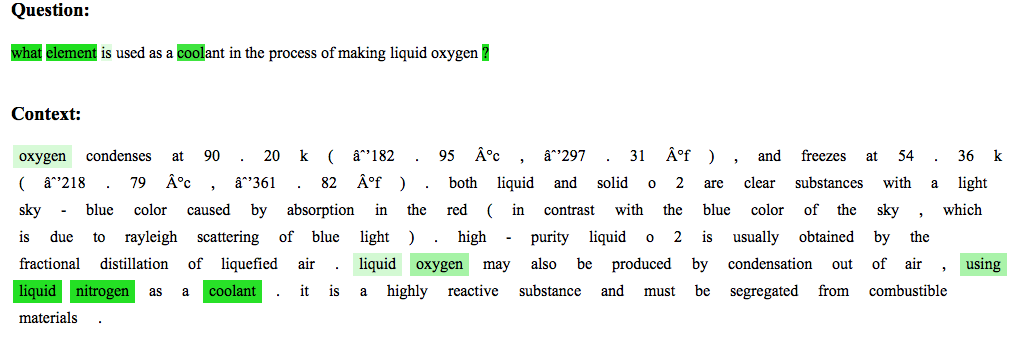 Question:
what element is used as a coolant in the process of making liquid oxygen ?
Context:
oxygen condenses at 90 . 20 k ( âˆ’182 . 95 Â°c , âˆ’297 . 31 Â°f ) , and freezes at 54 . 36 k
( âˆ’218 . 79 Â°c , âˆ’361 . 82 Â°f ) . both liquid and solid o 2 are clear substances with a light
sky - blue color caused by absorption in the red ( in contrast with the blue color of the sky , which
is due to rayleigh scattering of blue light ) . high - purity liquid o 2 is usually obtained by the
fractional distillation of liquefied air . liquid oxygen may also be produced by condensation out of air , using
liquid nitrogen as a coolant . it is a highly reactive substance and must be segregated from combustible
materials .